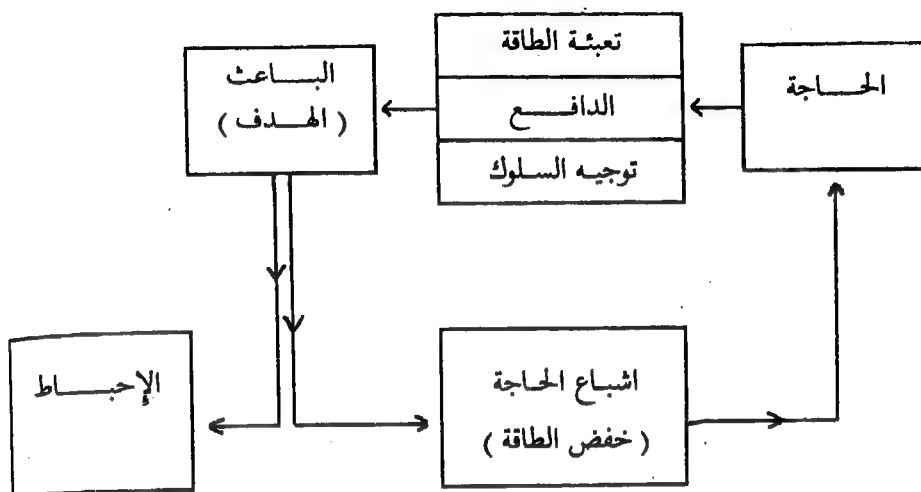 الحاجة
تعبئة الطاقة
الدافع
توجيه السلوك
الباعث
( الهدف )
اشباع الحاجة
( خفض الطاقة )
الإحباط